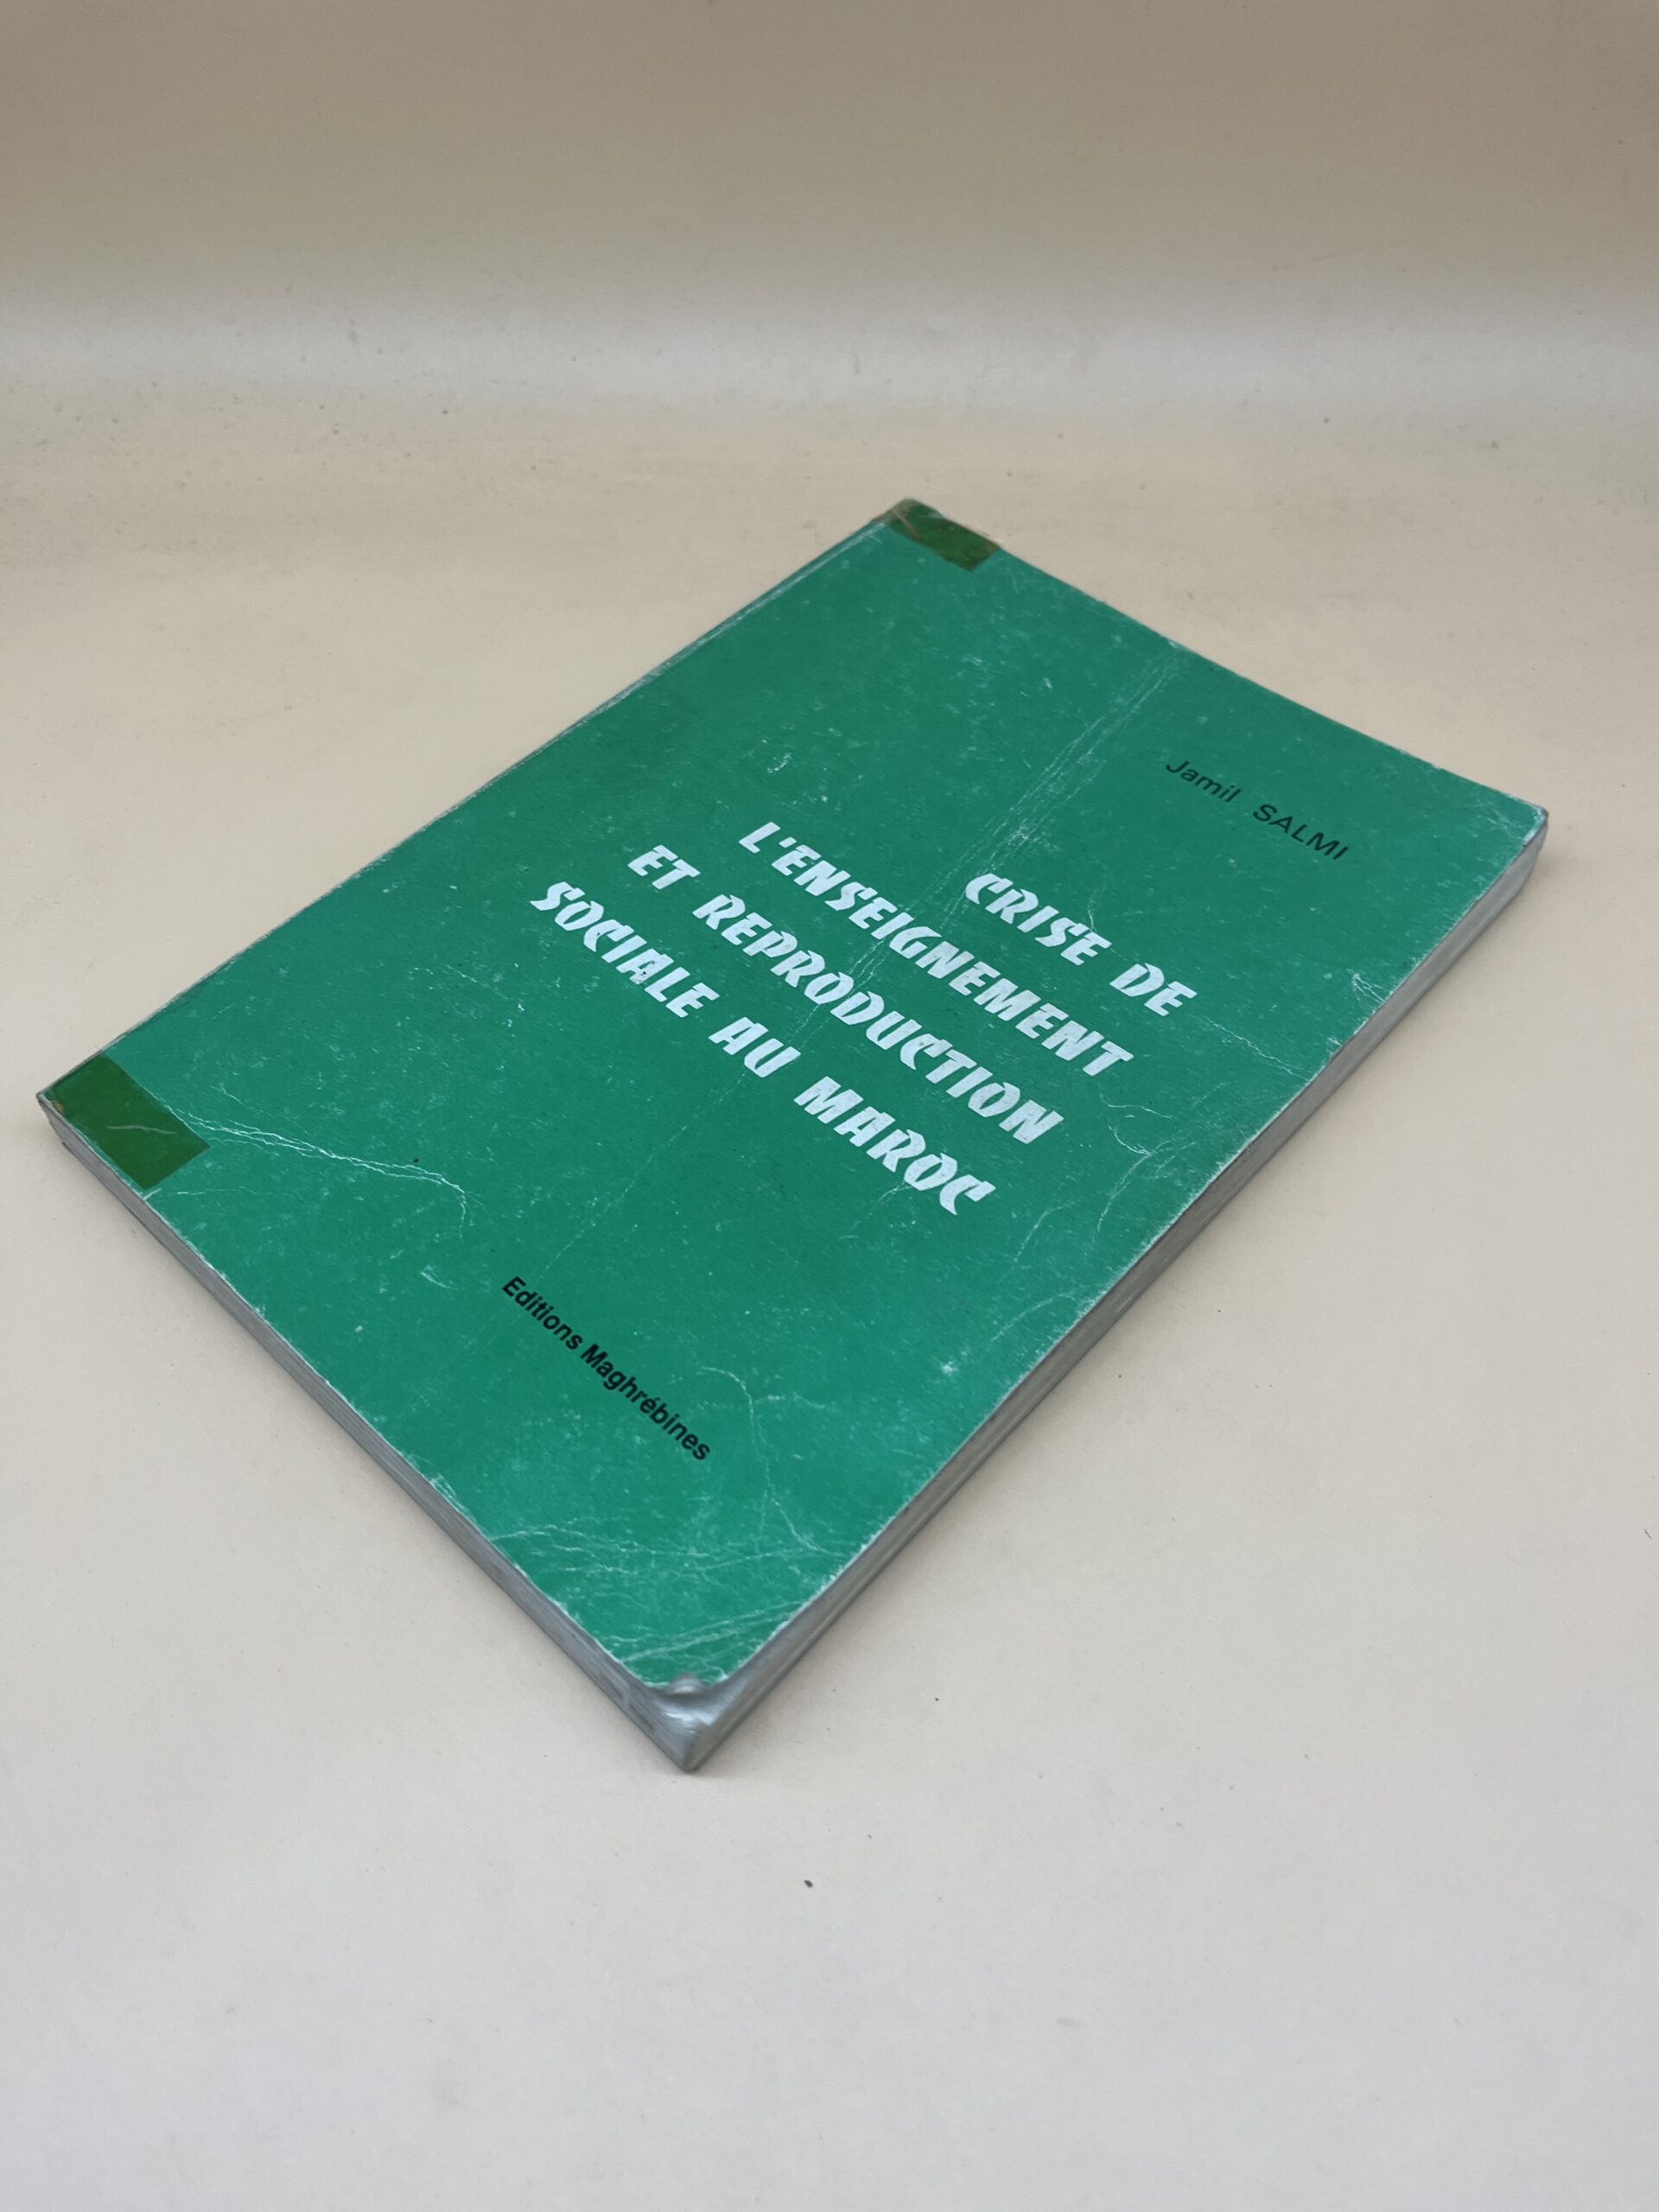 Jamil SALMI
CRISE DE
L'ENSEIGNEMENT
ET REPRODUCTION
SOCIALE AU MAROC
Editions Maghrébines